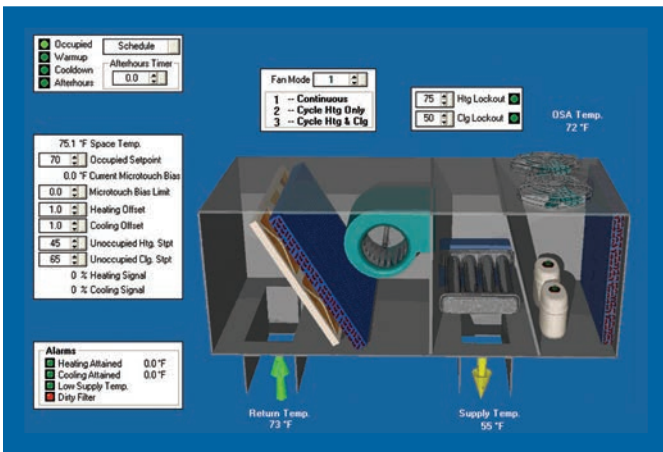 Occupied
Warmup
Cooldown
Afterhours
Schedule
Afterhours Timer
0.0
Fan Mode 1
1 -- Continuous
2 -- Cycle Htg Only
3 -- Cycle Htg & Clg
75 Htg Lockout
50 Clg Lockout
OSA Temp.
72 °F
75.1 °F Space Temp.
70 Occupied Setpoint
0.0 °F Current Microtouch Bias
0.0 Microtouch Bias Limit
1.0 Heating Offset
1.0 Cooling Offset
45 Unoccupied Htg. Stpt
65 Unoccupied Clg. Stpt
0 % Heating Signal
0 % Cooling Signal
Alarms
Heating Attained 0.0 °F
Cooling Attained 0.0 °F
Low Supply Temp.
Dirty Filter
Return Temp.
73 °F
Supply Temp.
55 °F